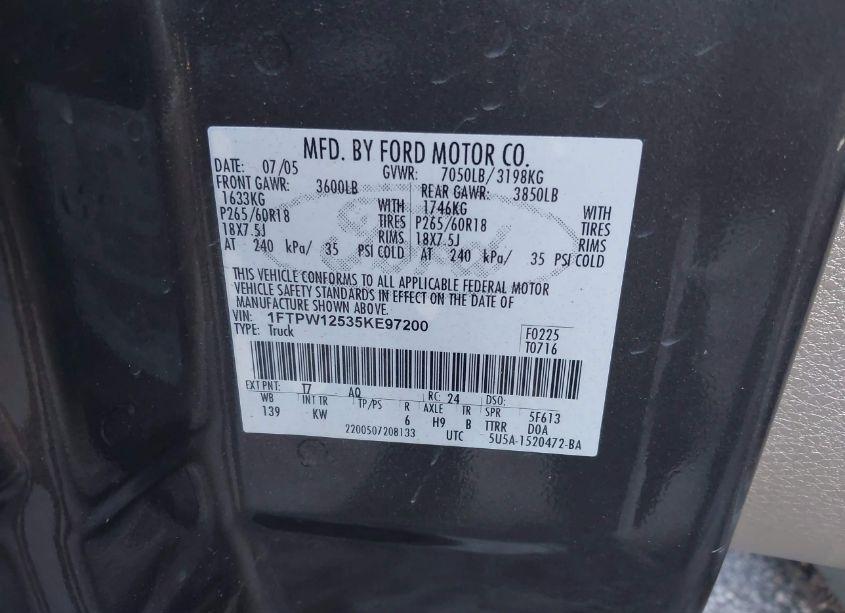 MFD. BY FORD MOTOR CO.
DATE: 07/05 GVWR: 7050LB/3198KG
FRONT GAWR: 3600LB REAR GAWR: 3850LB
1633KG WITH 1746KG WITH
P265/60R18 TIRES P265/60R18 TIRES
18X7.5J RIMS 18X7.5J RIMS
AT 240 kPa/ 35 PSI COLD AT 240 kPa/ 35 PSI COLD
THIS VEHICLE CONFORMS TO ALL APPLICABLE FEDERAL MOTOR
VEHICLE SAFETY STANDARDS IN EFFECT ON THE DATE OF
MANUFACTURE SHOWN ABOVE.
VIN: 1FTPW12535KE97200
TYPE: Truck
F0225
T0716
EXT PNT: T7 AQ RC: 24 DSO:
WB INT TR TP/PS R AXLE TR SPR 5F613
139 KW 6 H9 B TTRR D0A
2200507208133 UTC 5U5A-1520472-BA
Ford